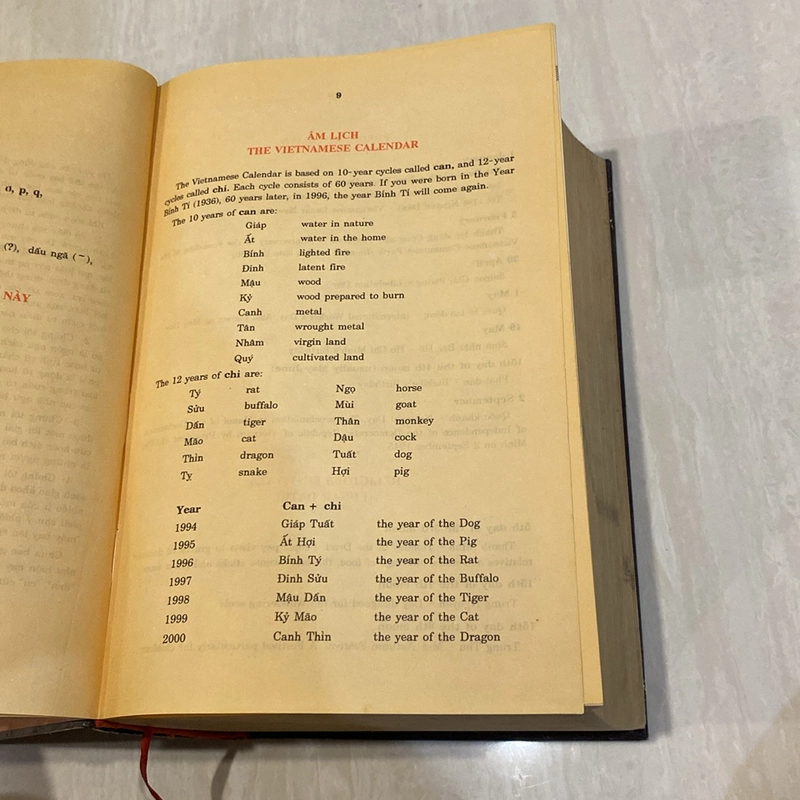 ơ, p, q,
(?), dấu ngã (~),
NÀY
9
ÂM LỊCH
THE VIETNAMESE CALENDAR
The Vietnamese Calendar is based on 10-year cycles called can, and 12-year
cycles called chi. Each cycle consists of 60 years. If you were born in the Year
Bính Tí (1936), 60 years later, in 1996, the year Bính Tí will come again.
The 10 years of can are:
Giáp water in nature
Ất water in the home
Bính lighted fire
Đinh latent fire
Mậu wood
Kỷ wood prepared to burn
Canh metal
Tân wrought metal
Nhâm virgin land
Quý cultivated land
The 12 years of chi are:
Tý rat Ngọ horse
Sửu buffalo Mùi goat
Dần tiger Thân monkey
Mão cat Dậu cock
Thìn dragon Tuất dog
Tỵ snake Hợi pig
Year Can + chi
1994 Giáp Tuất the year of the Dog
1995 Ất Hợi the year of the Pig
1996 Bính Tý the year of the Rat
1997 Đinh Sửu the year of the Buffalo
1998 Mậu Dần the year of the Tiger
1999 Kỷ Mão the year of the Cat
2000 Canh Thìn the year of the Dragon